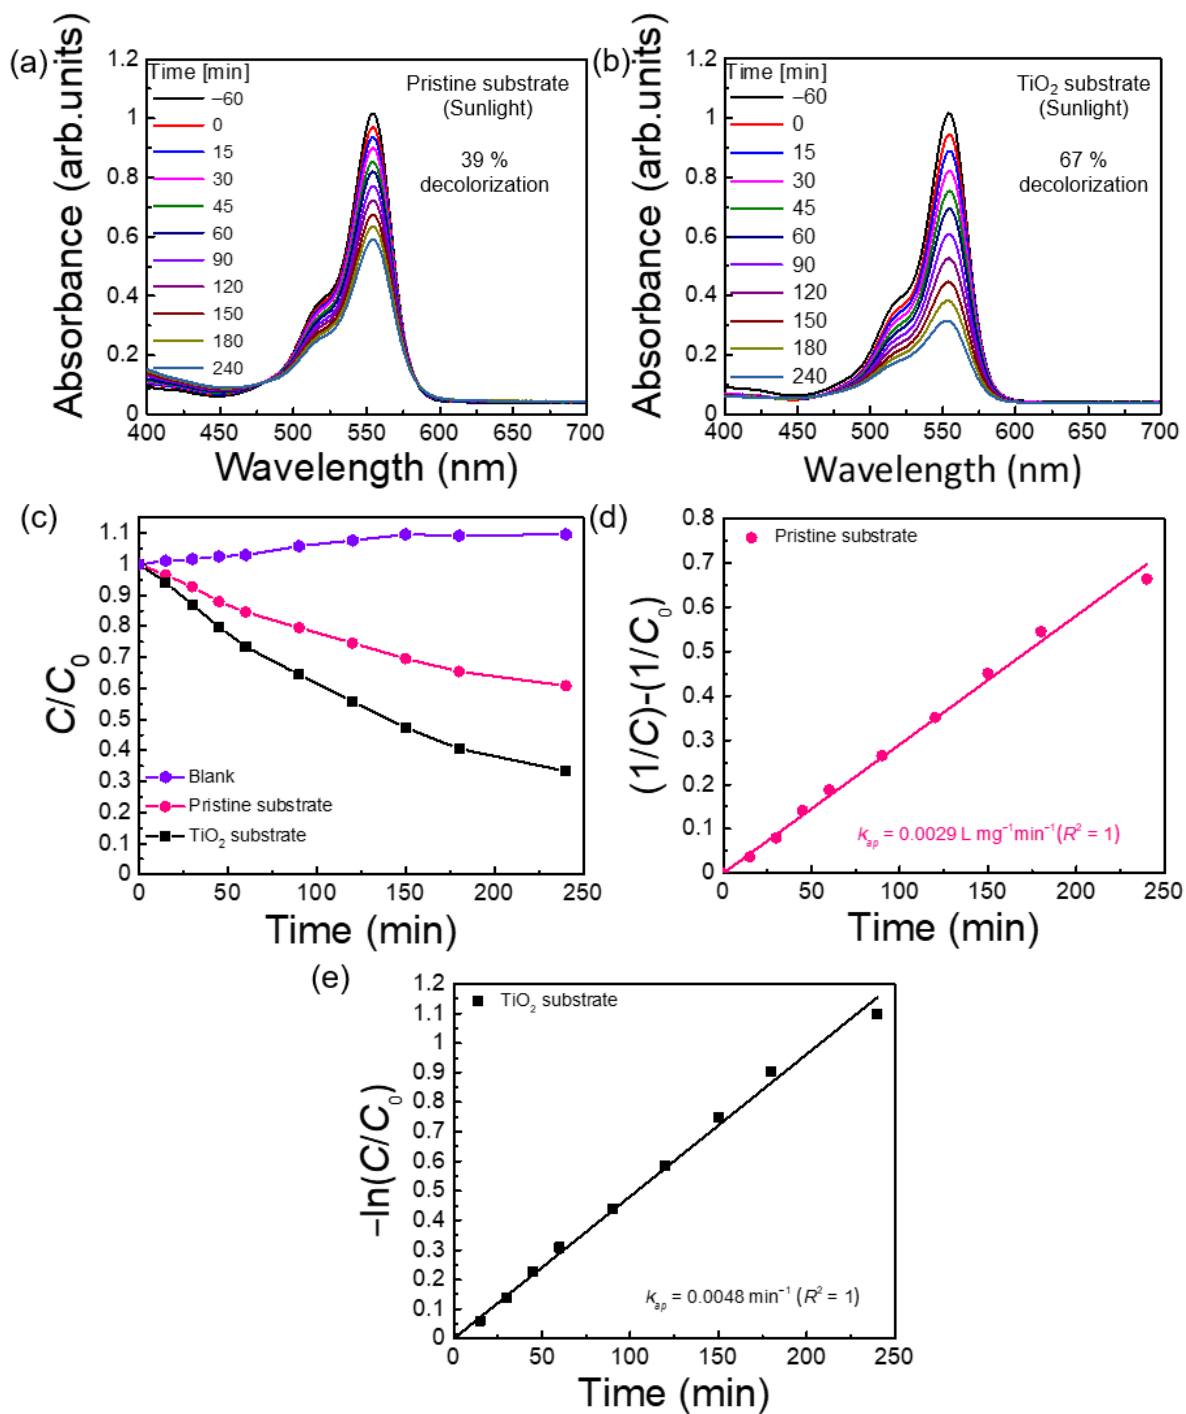 (a)
Absorbance (arb.units)
1.2
1
0.8
0.6
0.4
0.2
0
Time [min]
–60
0
15
30
45
60
90
120
150
180
240
Pristine substrate
(Sunlight)
39 %
decolorization
400 450 500 550 600 650 700
Wavelength (nm)
(b)
Absorbance (arb.units)
1.2
1
0.8
0.6
0.4
0.2
0
Time [min]
–60
0
15
30
45
60
90
120
150
180
240
TiO₂ substrate
(Sunlight)
67 %
decolorization
400 450 500 550 600 650 700
Wavelength (nm)
(c)
C/C₀
1.1
1
0.9
0.8
0.7
0.6
0.5
0.4
0.3
0.2
0.1
0
Blank
Pristine substrate
TiO₂ substrate
0 50 100 150 200 250
Time (min)
(d)
(1/C)-(1/C₀)
0.8
0.7
0.6
0.5
0.4
0.3
0.2
0.1
0
Pristine substrate
kₐₚ = 0.0029 L mg⁻¹min⁻¹(R² = 1)
0 50 100 150 200 250
Time (min)
(e)
–ln(C/C₀)
1.2
1.1
1
0.9
0.8
0.7
0.6
0.5
0.4
0.3
0.2
0.1
0
TiO₂ substrate
kₐₚ = 0.0048 min⁻¹ (R² = 1)
0 50 100 150 200 250
Time (min)